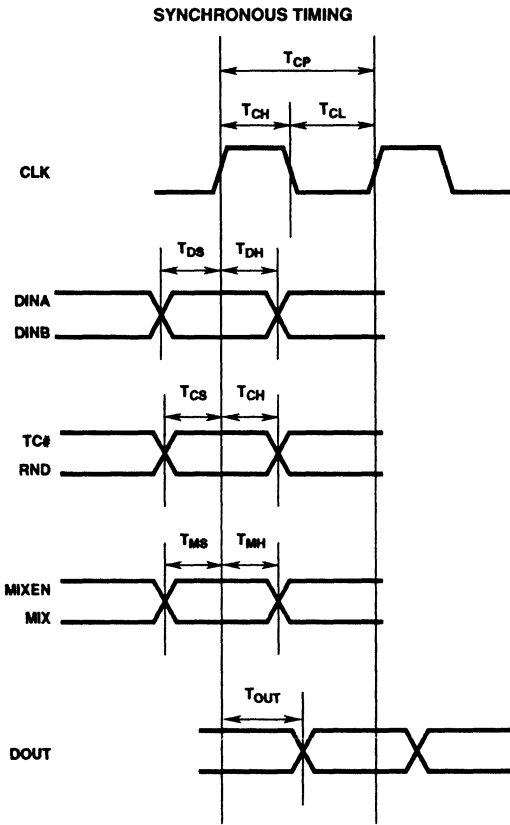 SYNCHRONOUS TIMING
TCP
TCH TCL
CLK
TDS TDH
DINA
DINB
TCS TCH
TC#
RND
TMS TMH
MIXEN
MIX
TOUT
DOUT